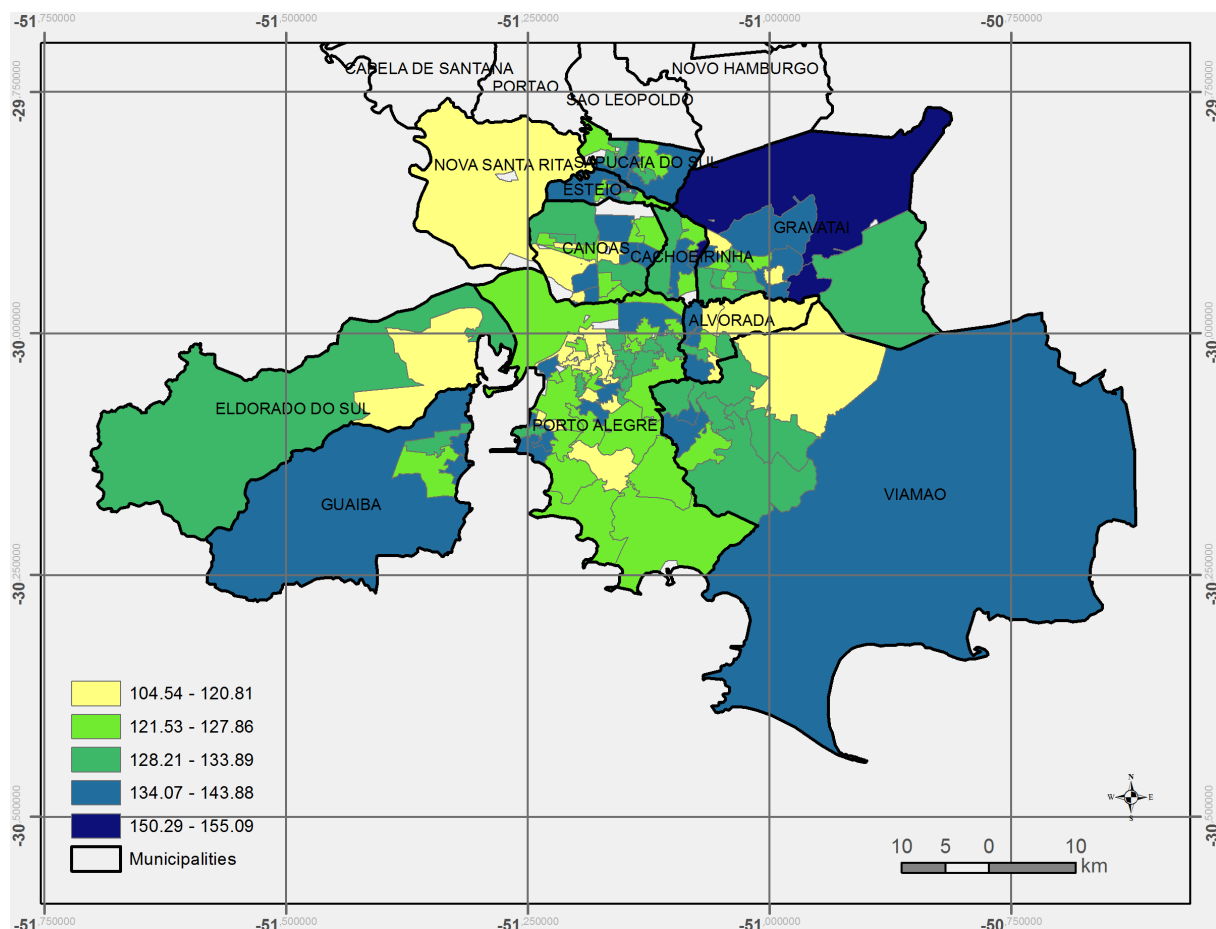 -51.750000 -51.500000 -51.250000 -51.000000 -50.750000
-29.750000
-29.750000
CAPELA DE SANTANA
NOVO HAMBURGO
PORTAO
SAO LEOPOLDO
NOVA SANTA RITA
SAPUCAIA DO SUL
ESTEIO
GRAVATAI
CANOAS
CACHOEIRINHA
ALVORADA
-30.000000
-30.000000
ELDORADO DO SUL
PORTO ALEGRE
VIAMAO
GUAIBA
-30.250000
-30.250000
104.54 - 120.81
121.53 - 127.86
128.21 - 133.89
134.07 - 143.88
150.29 - 155.09
Municipalities
N
W E
S
-30.500000
-30.500000
10 5 0 10
km
-51.750000 -51.500000 -51.250000 -51.000000 -50.750000